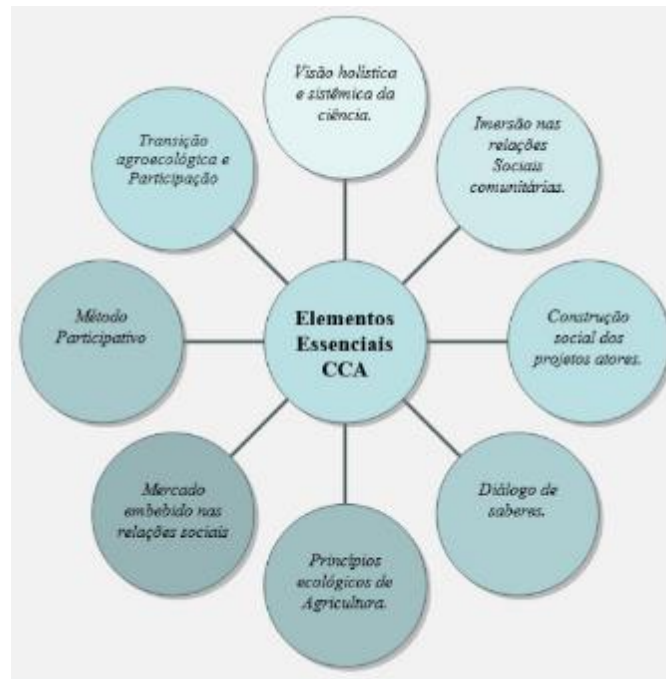 Visão holística
e sistêmica da
ciência.
Imersão nas
relações
Sociais
comunitárias.
Construção
social dos
projetos atores.
Diálogo de
saberes.
Princípios
ecológicos de
Agricultura.
Mercado
embebido nas
relações sociais
Método
Participativo
Transição
agroecológica e
Participação
Elementos
Essenciais
CCA